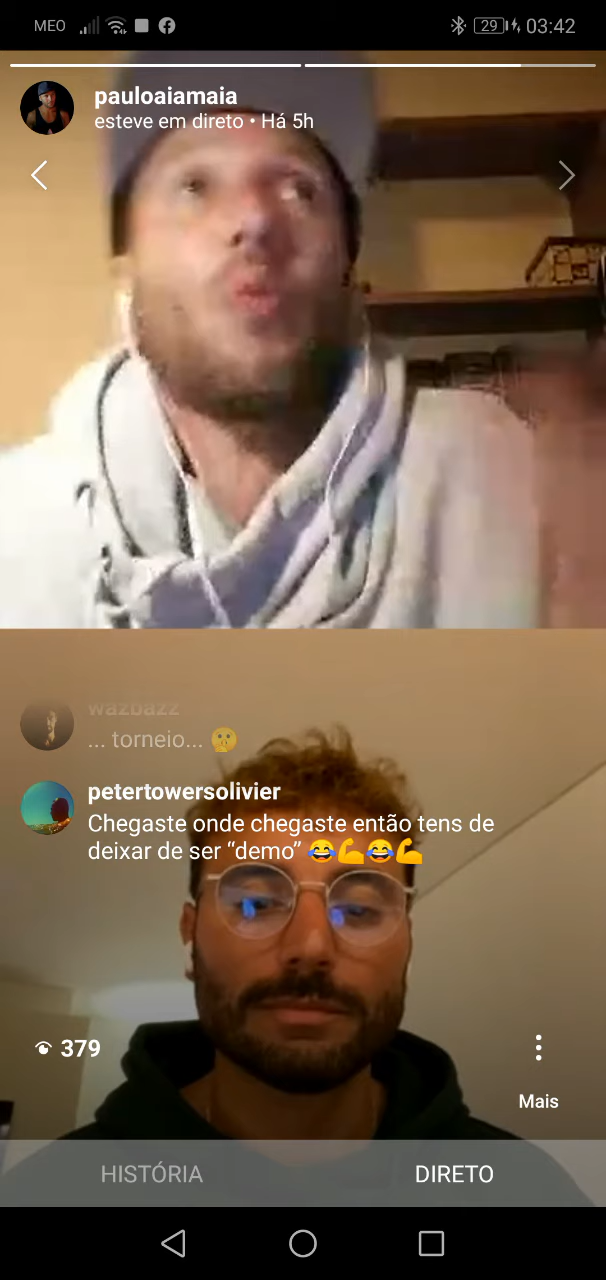 MEO 29 03:42
pauloaiamaia
esteve em direto • Há 5h
wazbazz
... torneio... 🤫
petertowersolivier
Chegaste onde chegaste então tens de
deixar de ser “demo” 😂💪😂💪
379
Mais
HISTÓRIA DIRETO